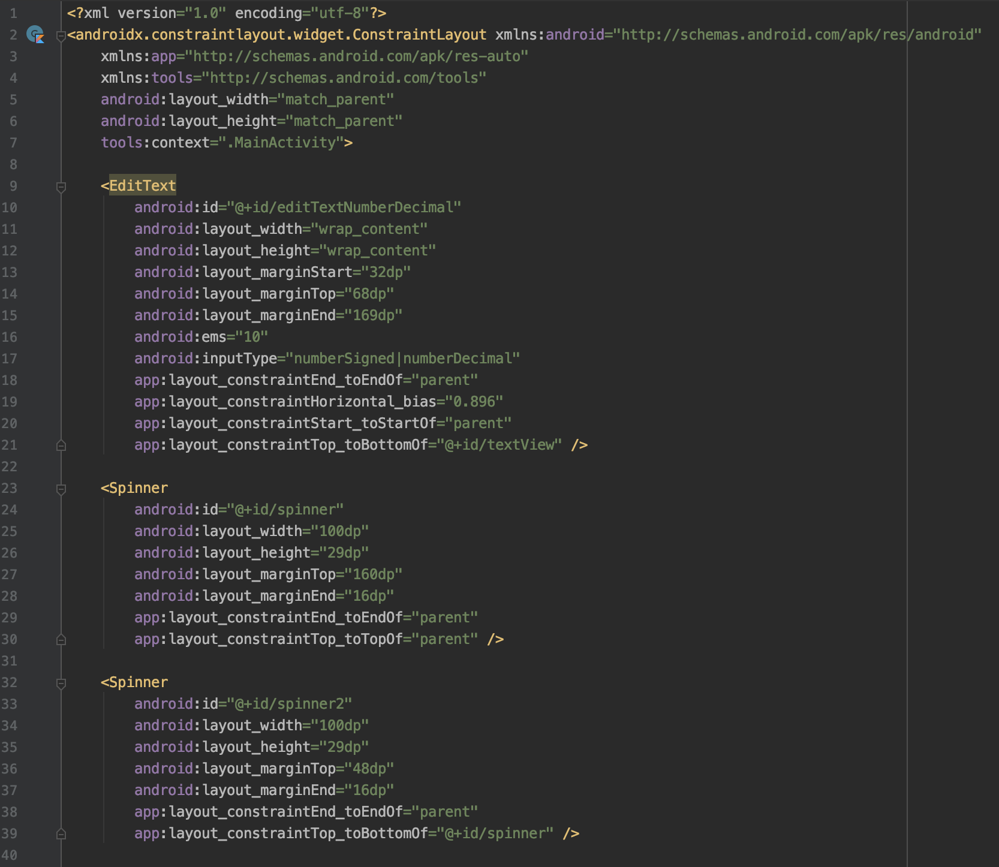 1 <?xml version="1.0" encoding="utf-8"?>
2 <androidx.constraintlayout.widget.ConstraintLayout xmlns:android="http://schemas.android.com/apk/res/android"
3     xmlns:app="http://schemas.android.com/apk/res-auto"
4     xmlns:tools="http://schemas.android.com/tools"
5     android:layout_width="match_parent"
6     android:layout_height="match_parent"
7     tools:context=".MainActivity">
8
9     <EditText
10         android:id="@+id/editTextNumberDecimal"
11         android:layout_width="wrap_content"
12         android:layout_height="wrap_content"
13         android:layout_marginStart="32dp"
14         android:layout_marginTop="68dp"
15         android:layout_marginEnd="169dp"
16         android:ems="10"
17         android:inputType="numberSigned|numberDecimal"
18         app:layout_constraintEnd_toEndOf="parent"
19         app:layout_constraintHorizontal_bias="0.896"
20         app:layout_constraintStart_toStartOf="parent"
21         app:layout_constraintTop_toBottomOf="@+id/textView" />
22
23     <Spinner
24         android:id="@+id/spinner"
25         android:layout_width="100dp"
26         android:layout_height="29dp"
27         android:layout_marginTop="160dp"
28         android:layout_marginEnd="16dp"
29         app:layout_constraintEnd_toEndOf="parent"
30         app:layout_constraintTop_toTopOf="parent" />
31
32     <Spinner
33         android:id="@+id/spinner2"
34         android:layout_width="100dp"
35         android:layout_height="29dp"
36         android:layout_marginTop="48dp"
37         android:layout_marginEnd="16dp"
38         app:layout_constraintEnd_toEndOf="parent"
39         app:layout_constraintTop_toBottomOf="@+id/spinner" />
40